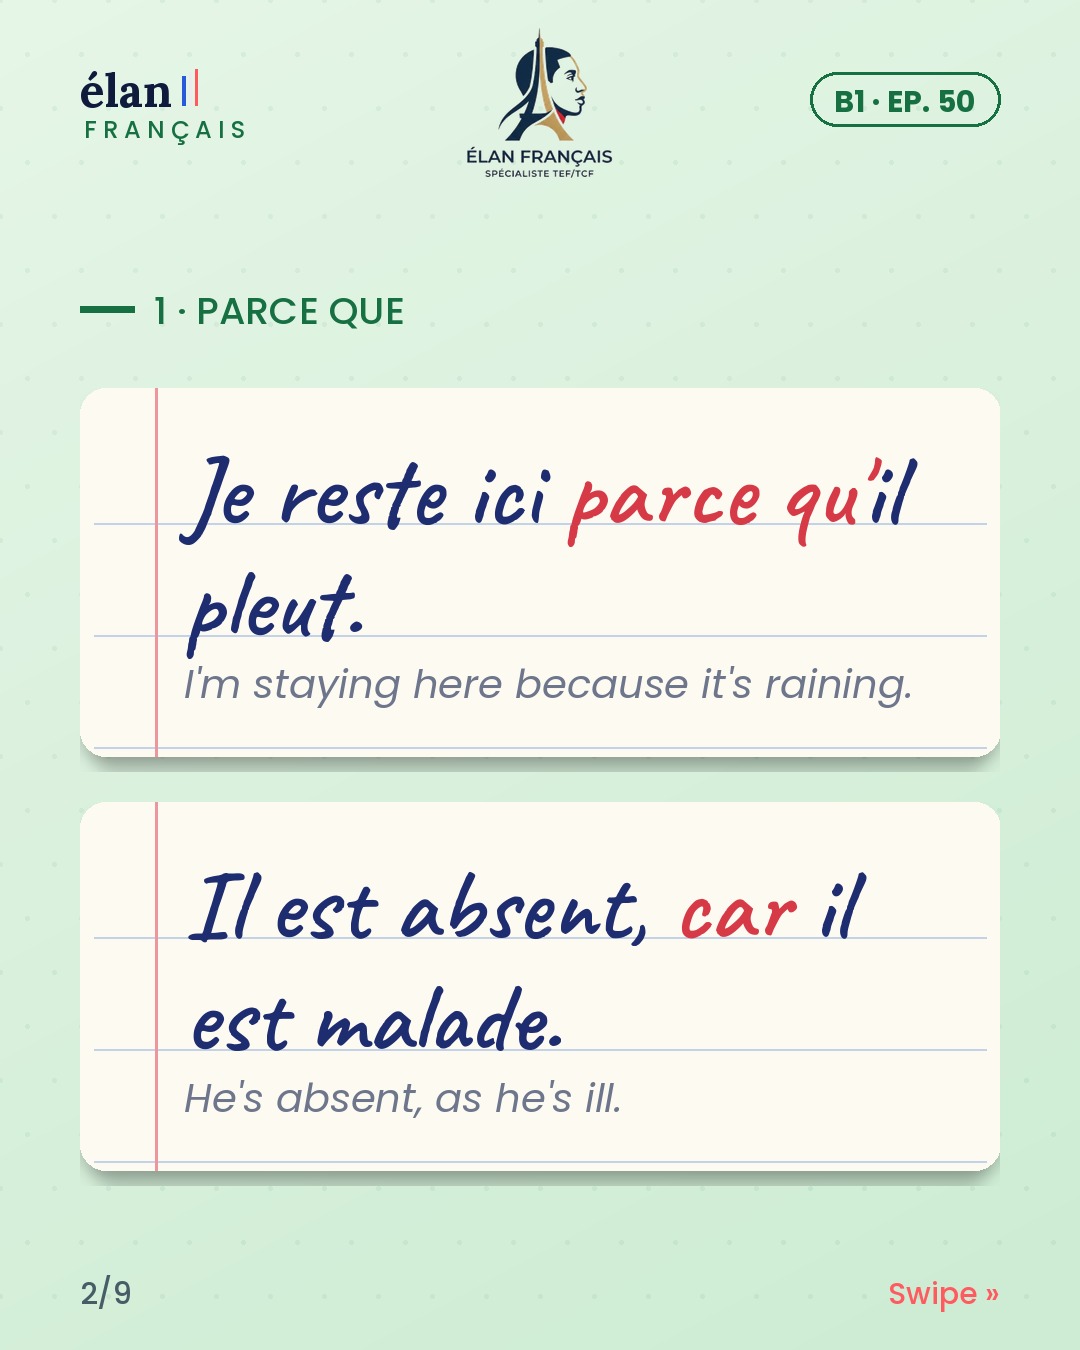 élan
FRANÇAIS
ÉLAN FRANÇAIS
SPÉCIALISTE TEF/TCF
B1 · EP. 50
1 · PARCE QUE
Je reste ici parce qu'il
pleut.
I'm staying here because it's raining.
Il est absent, car il
est malade.
He's absent, as he's ill.
2/9
Swipe »